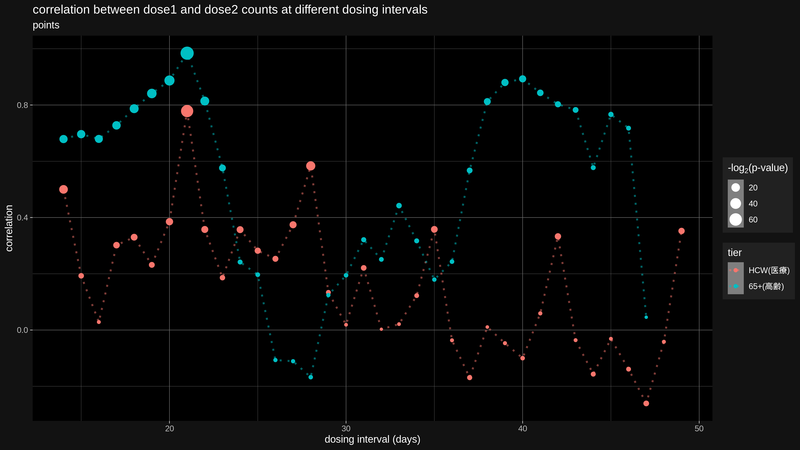 correlation between dose1 and dose2 counts at different dosing intervals
points
0.8
0.4
0.0
correlation
20
30
40
50
dosing interval (days)
-log₂(p-value)
20
40
60
tier
HCW(医療)
65+(高齢)